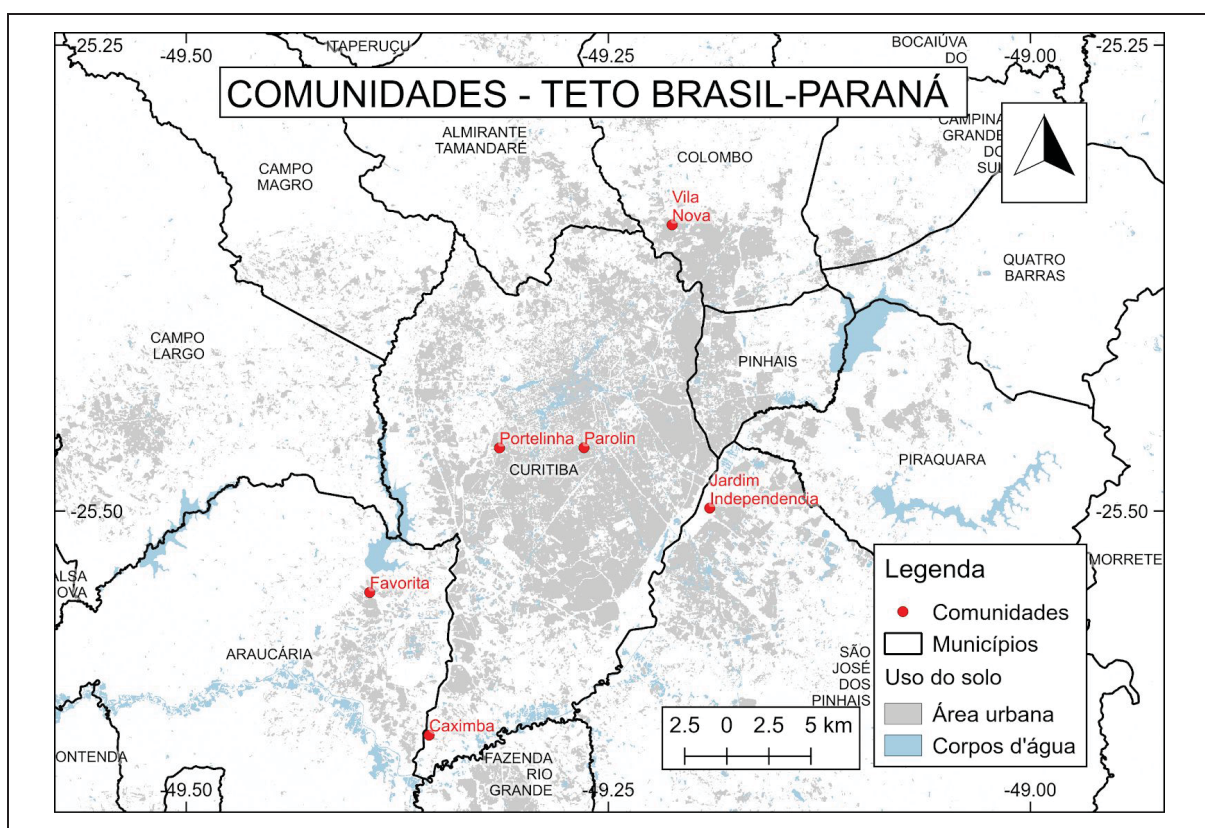 -25.25
-49.50
-49.25
-49.00
-25.25
ITAPERUÇU
BOCAIÚVA
DO
COMUNIDADES - TETO BRASIL-PARANÁ
ALMIRANTE
TAMANDARÉ
CAMPINA
GRANDE
DO
SUL
CAMPO
MAGRO
COLOMBO
Vila
Nova
QUATRO
BARRAS
CAMPO
LARGO
PINHAIS
Portelinha
Parolin
CURITIBA
PIRAQUARA
Jardim
Independencia
-25.50
-25.50
MORRETE
ALSA
OVA
Favorita
ARAUCÁRIA
SÃO
JOSÉ
DOS
PINHAIS
Caximba
ONTENDA
FAZENDA
RIO
GRANDE
2.5 0 2.5 5 km
Legenda
Comunidades
Municípios
Uso do solo
Área urbana
Corpos d'água
-49.50
-49.25
-49.00